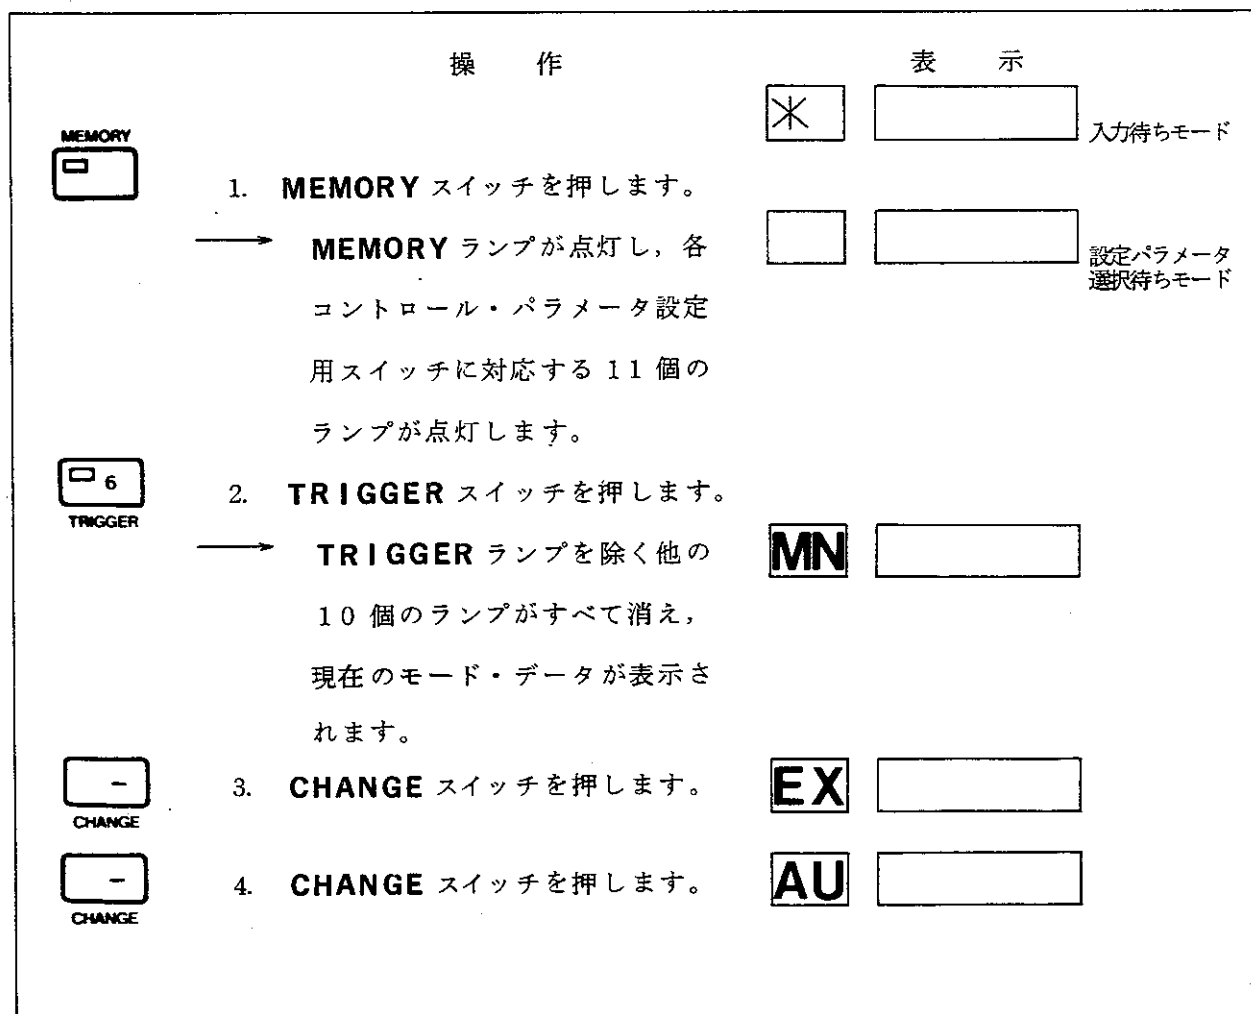 操 作
表 示
✳
入力待ちモード
MEMORY
1. MEMORY スイッチを押します。
→ MEMORY ランプが点灯し，各
コントロール・パラメータ設定
用スイッチに対応する 11 個の
ランプが点灯します。
設定パラメータ
選択待ちモード
6
TRIGGER
2. TRIGGER スイッチを押します。
→ TRIGGER ランプを除く他の
10 個のランプがすべて消え，
現在のモード・データが表示さ
れます。
MN
−
CHANGE
3. CHANGE スイッチを押します。
EX
−
CHANGE
4. CHANGE スイッチを押します。
AU